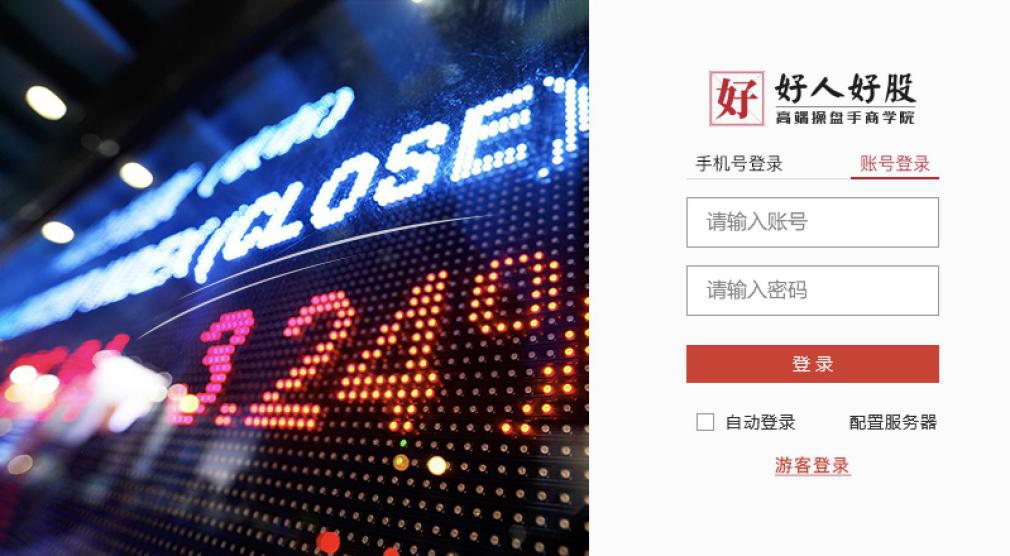 CLOSE
1249
好
好人好股
高端操盘手商学院
手机号登录 账号登录
请输入账号
请输入密码
登录
自动登录 配置服务器
游客登录